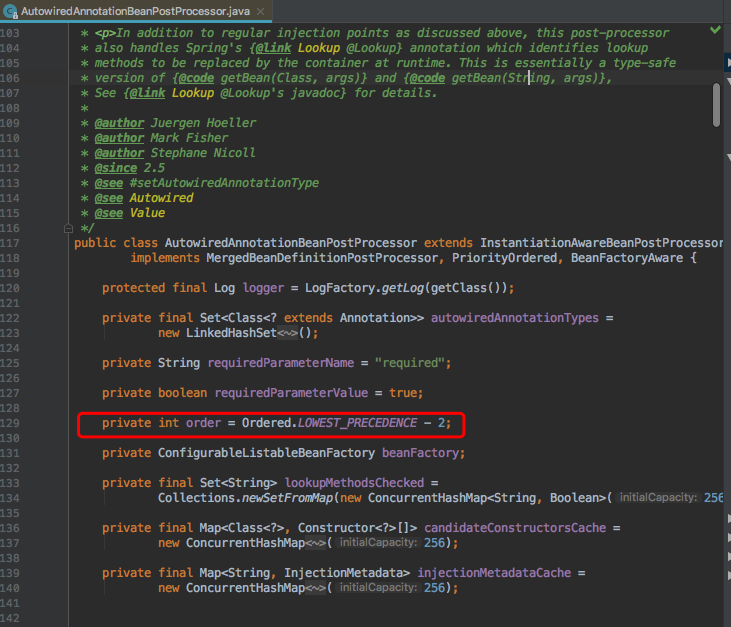 AutowiredAnnotationBeanPostProcessor.java
103 * <p>In addition to regular injection points as discussed above, this post-processor
104 * also handles Spring's {@link Lookup @Lookup} annotation which identifies lookup
105 * methods to be replaced by the container at runtime. This is essentially a type-safe
106 * version of {@code getBean(Class, args)} and {@code getBean(String, args)},
107 * See {@link Lookup @Lookup's javadoc} for details.
108 *
109 * @author Juergen Hoeller
110 * @author Mark Fisher
111 * @author Stephane Nicoll
112 * @since 2.5
113 * @see #setAutowiredAnnotationType
114 * @see Autowired
115 * @see Value
116 */
117 public class AutowiredAnnotationBeanPostProcessor extends InstantiationAwareBeanPostProcessor
118 implements MergedBeanDefinitionPostProcessor, PriorityOrdered, BeanFactoryAware {
119
120 protected final Log logger = LogFactory.getLog(getClass());
121
122 private final Set<Class<? extends Annotation>> autowiredAnnotationTypes =
123 new LinkedHashSet<~>();
124
125 private String requiredParameterName = "required";
126
127 private boolean requiredParameterValue = true;
128
129 private int order = Ordered.LOWEST_PRECEDENCE - 2;
130
131 private ConfigurableListableBeanFactory beanFactory;
132
133 private final Set<String> lookupMethodsChecked =
134 Collections.newSetFromMap(new ConcurrentHashMap<String, Boolean>( initialCapacity: 256
135
136 private final Map<Class<?>, Constructor<?>[]> candidateConstructorsCache =
137 new ConcurrentHashMap<~>( initialCapacity: 256);
138
139 private final Map<String, InjectionMetadata> injectionMetadataCache =
140 new ConcurrentHashMap<~>( initialCapacity: 256);
141
142